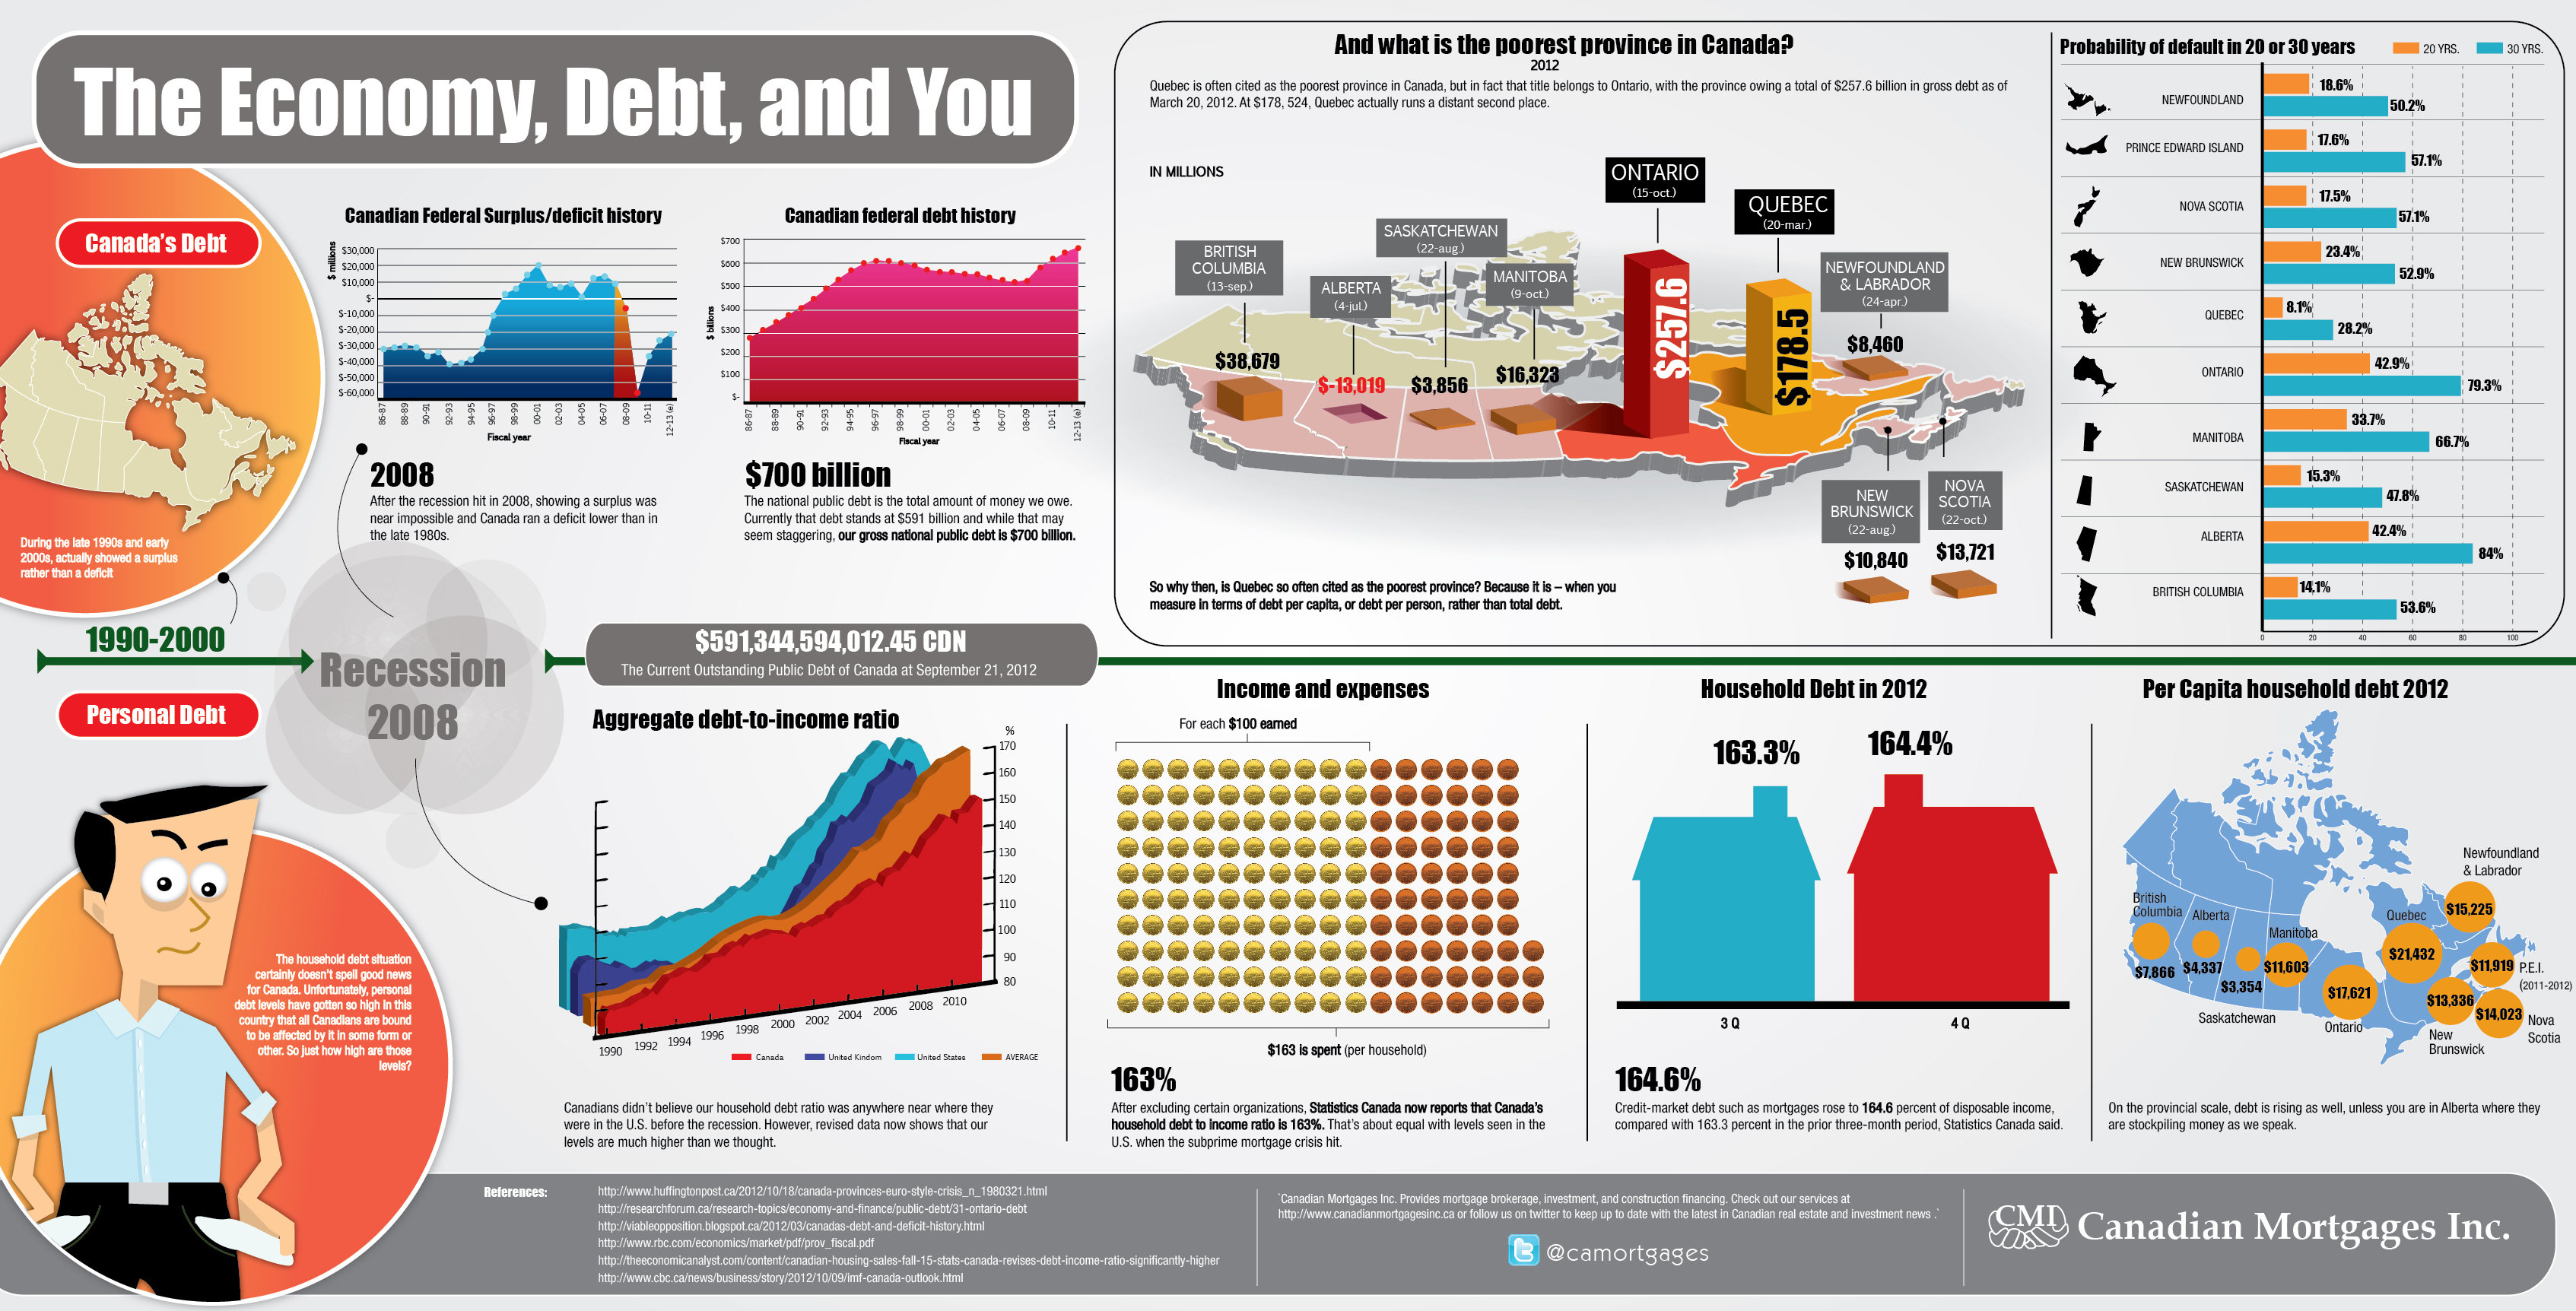 The Economy, Debt, and You
Canada's Debt
During the late 1990s and early
2000s, actually showed a surplus
rather than a deficit
Canadian Federal Surplus/deficit history
$ millions
$30,000
$20,000
$10,000
$-
$-10,000
$-20,000
$-30,000
$-40,000
$-50,000
$-60,000
86-87
88-89
90-91
92-93
94-95
96-97
98-99
00-01
02-03
04-05
06-07
08-09
10-11
12-13 (e)
Fiscal year
2008
After the recession hit in 2008, showing a surplus was
near impossible and Canada ran a deficit lower than in
the late 1980s.
Canadian federal debt history
$ billions
$700
$600
$500
$400
$300
$200
$100
$-
86-87
88-89
90-91
92-93
94-95
96-97
98-99
00-01
02-03
04-05
06-07
08-09
10-11
12-13 (e)
Fiscal year
$700 billion
The national public debt is the total amount of money we owe.
Currently that debt stands at $591 billion and while that may
seem staggering, our gross national public debt is $700 billion.
And what is the poorest province in Canada?
2012
Quebec is often cited as the poorest province in Canada, but in fact that title belongs to Ontario, with the province owing a total of $257.6 billion in gross debt as of
March 20, 2012. At $178, 524, Quebec actually runs a distant second place.
IN MILLIONS
BRITISH
COLUMBIA
(13-sep.)
$38,679
ALBERTA
(4-jul.)
$-13,019
SASKATCHEWAN
(22-aug.)
$3,856
MANITOBA
(9-oct.)
$16,323
ONTARIO
(15-oct.)
$257.6
QUEBEC
(20-mar.)
$178.5
NEWFOUNDLAND
& LABRADOR
(24-apr.)
$8,460
NEW
BRUNSWICK
(22-aug.)
$10,840
NOVA
SCOTIA
(22-oct.)
$13,721
So why then, is Quebec so often cited as the poorest province? Because it is – when you
measure in terms of debt per capita, or debt per person, rather than total debt.
Probability of default in 20 or 30 years
20 YRS.
30 YRS.
NEWFOUNDLAND
18.6%
50.2%
PRINCE EDWARD ISLAND
17.6%
57.1%
NOVA SCOTIA
17.5%
57.1%
NEW BRUNSWICK
23.4%
52.9%
QUEBEC
8.1%
28.2%
ONTARIO
42.9%
79.3%
MANITOBA
33.7%
66.7%
SASKATCHEWAN
15.3%
47.8%
ALBERTA
42.4%
84%
BRITISH COLUMBIA
14.1%
53.6%
0 20 40 60 80 100
1990-2000
Recession
2008
$591,344,594,012.45 CDN
The Current Outstanding Public Debt of Canada at September 21, 2012
Personal Debt
The household debt situation
certainly doesn't spell good news
for Canada. Unfortunately, personal
debt levels have gotten so high in this
country that all Canadians are bound
to be affected by it in some form or
other. So just how high are those
levels?
Aggregate debt-to-income ratio
%
170
160
150
140
130
120
110
100
90
80
1990
1992
1994
1996
1998
2000
2002
2004
2006
2008
2010
Canada
United Kindom
United States
AVERAGE
Canadians didn't believe our household debt ratio was anywhere near where they
were in the U.S. before the recession. However, revised data now shows that our
levels are much higher than we thought.
Income and expenses
For each $100 earned
$163 is spent (per household)
163%
After excluding certain organizations, Statistics Canada now reports that Canada's
household debt to income ratio is 163%. That's about equal with levels seen in the
U.S. when the subprime mortgage crisis hit.
Household Debt in 2012
163.3%
164.4%
3 Q
4 Q
164.6%
Credit-market debt such as mortgages rose to 164.6 percent of disposable income,
compared with 163.3 percent in the prior three-month period, Statistics Canada said.
Per Capita household debt 2012
British
Columbia
$7,866
Alberta
$4,337
$3,354
Saskatchewan
Manitoba
$11,603
$17,621
Ontario
Quebec
$21,432
Newfoundland
& Labrador
$15,225
$11,919
P.E.I.
(2011-2012)
$13,336
New
Brunswick
$14,023
Nova
Scotia
On the provincial scale, debt is rising as well, unless you are in Alberta where they
are stockpiling money as we speak.
References:
http://www.huffingtonpost.ca/2012/10/18/canada-provinces-euro-style-crisis_n_1980321.html
http://researchforum.ca/research-topics/economy-and-finance/public-debt/31-ontario-debt
http://viableopposition.blogspot.ca/2012/03/canadas-debt-and-deficit-history.html
http://www.rbc.com/economics/market/pdf/prov_fiscal.pdf
http://theeconomicanalyst.com/content/canadian-housing-sales-fall-15-stats-canada-revises-debt-income-ratio-significantly-higher
http://www.cbc.ca/news/business/story/2012/10/09/imf-canada-outlook.html
`Canadian Mortgages Inc. Provides mortgage brokerage, investment, and construction financing. Check out our services at
http://www.canadianmortgagesinc.ca or follow us on twitter to keep up to date with the latest in Canadian real estate and investment news .`
@camortgages
CMI
Canadian Mortgages Inc.